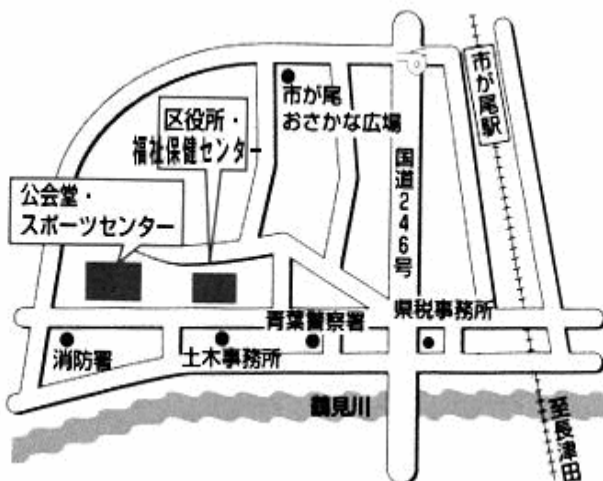 市が尾駅
市が尾
おさかな広場
区役所・
福祉保健センター
国道246号
公会堂・
スポーツセンター
青葉警察署
県税事務所
消防署
土木事務所
鶴見川
至長津田